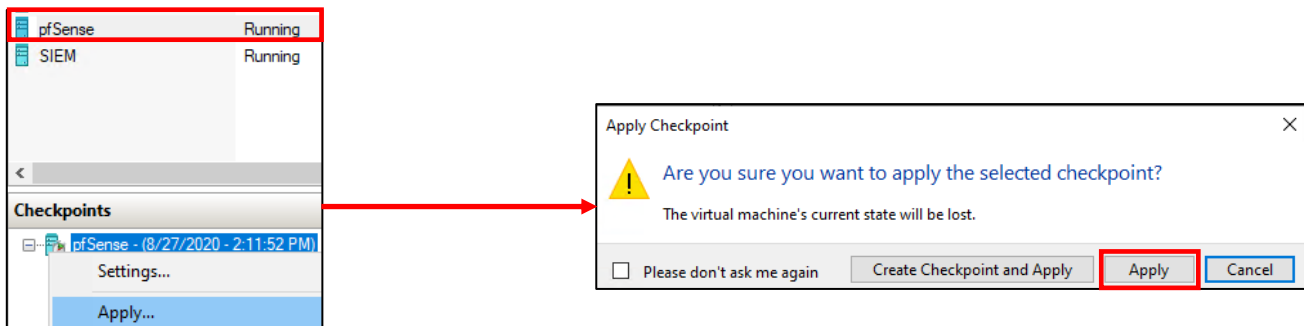 pfSense Running
SIEM Running
Checkpoints
pfSense - (8/27/2020 - 2:11:52 PM)
Settings...
Apply...
Apply Checkpoint
Are you sure you want to apply the selected checkpoint?
The virtual machine's current state will be lost.
Please don't ask me again Create Checkpoint and Apply Apply Cancel